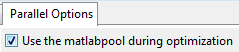 Parallel Options
Use the matlabpool during optimization